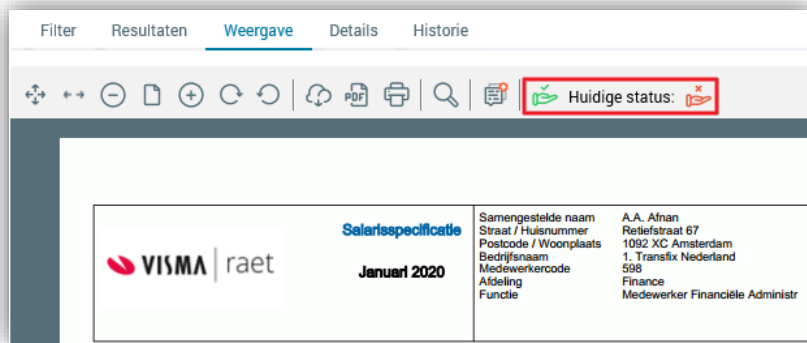 Filter Resultaten Weergave Details Historie
PDF
Huidige status:
VISMA raet
Salarisspecificatie
Januari 2020
Samengestelde naam A.A. Afnan
Straat / Huisnummer Retiefstraat 67
Postcode / Woonplaats 1092 XC Amsterdam
Bedrijfsnaam 1. Transfix Nederland
Medewerkercode 598
Afdeling Finance
Functie Medewerker Financiële Administr